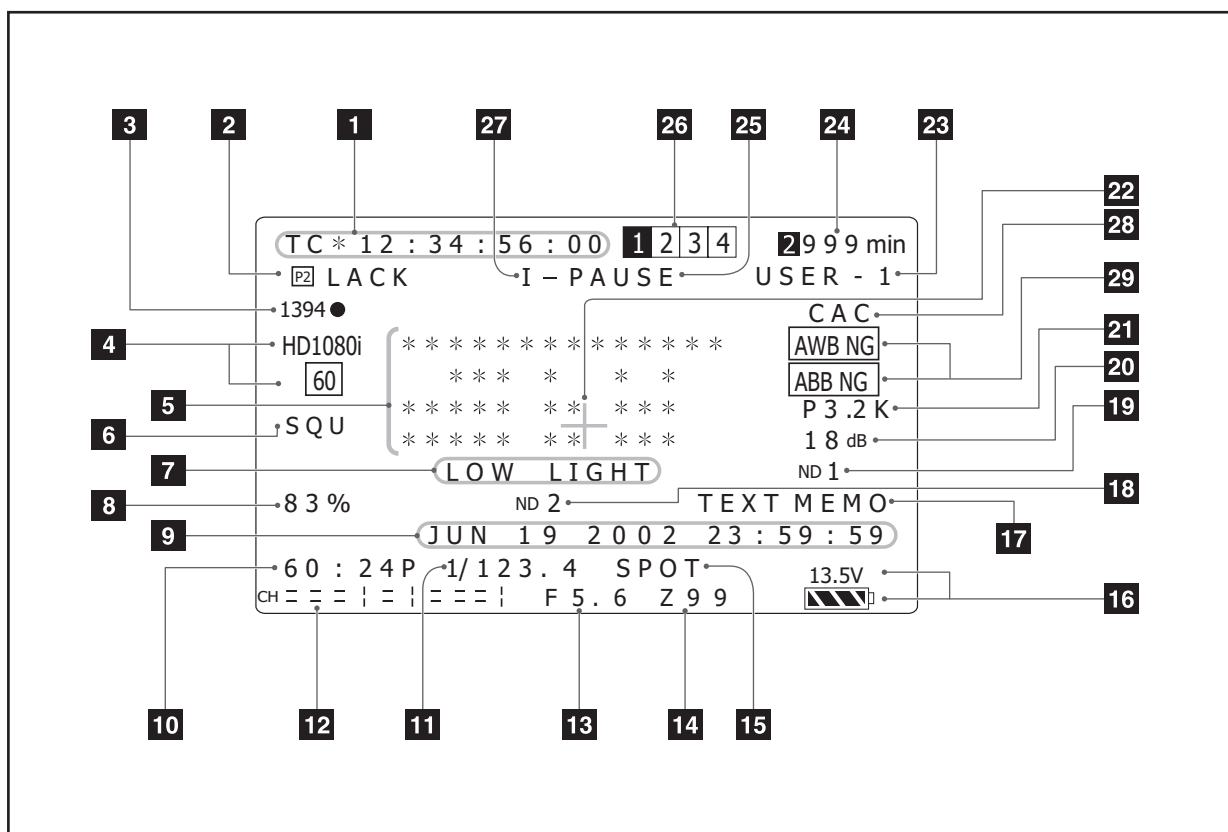 3 2 1 27 26 25 24 23
22
TC*12:34:56:00 1 2 3 4 2 999 min
28
P2 LACK I-PAUSE USER-1
29
1394● CAC
21
4 HD1080i ************** AWB NG
20
60 *** * * * ABB NG
19
5 ***** ** *** P3.2K
6 SQU ***** ** *** 18 dB
7 LOW LIGHT ND 1
18
8 83% ND 2 TEXT MEMO
17
9 JUN 19 2002 23:59:59
60:24P 1/123.4 SPOT 13.5V
16
CH F5.6 Z99
10 12 11 13 14 15